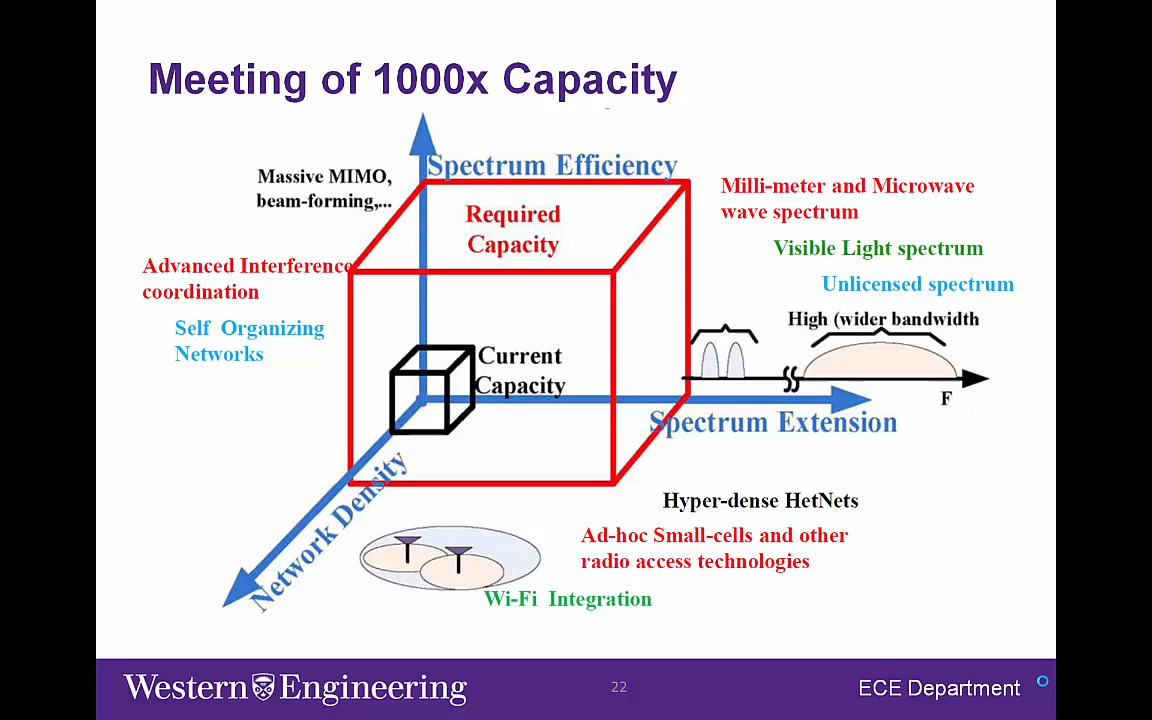 Meeting of 1000x Capacity
Spectrum Efficiency
Massive MIMO,
beam-forming,...
Required
Capacity
Advanced Interference
coordination
Self Organizing
Networks
Milli-meter and Microwave
wave spectrum
Visible Light spectrum
Unlicensed spectrum
High (wider bandwidth
F
Current
Capacity
Spectrum Extension
Network Density
Hyper-dense HetNets
Ad-hoc Small-cells and other
radio access technologies
Wi-Fi Integration
Western Engineering
22
ECE Department